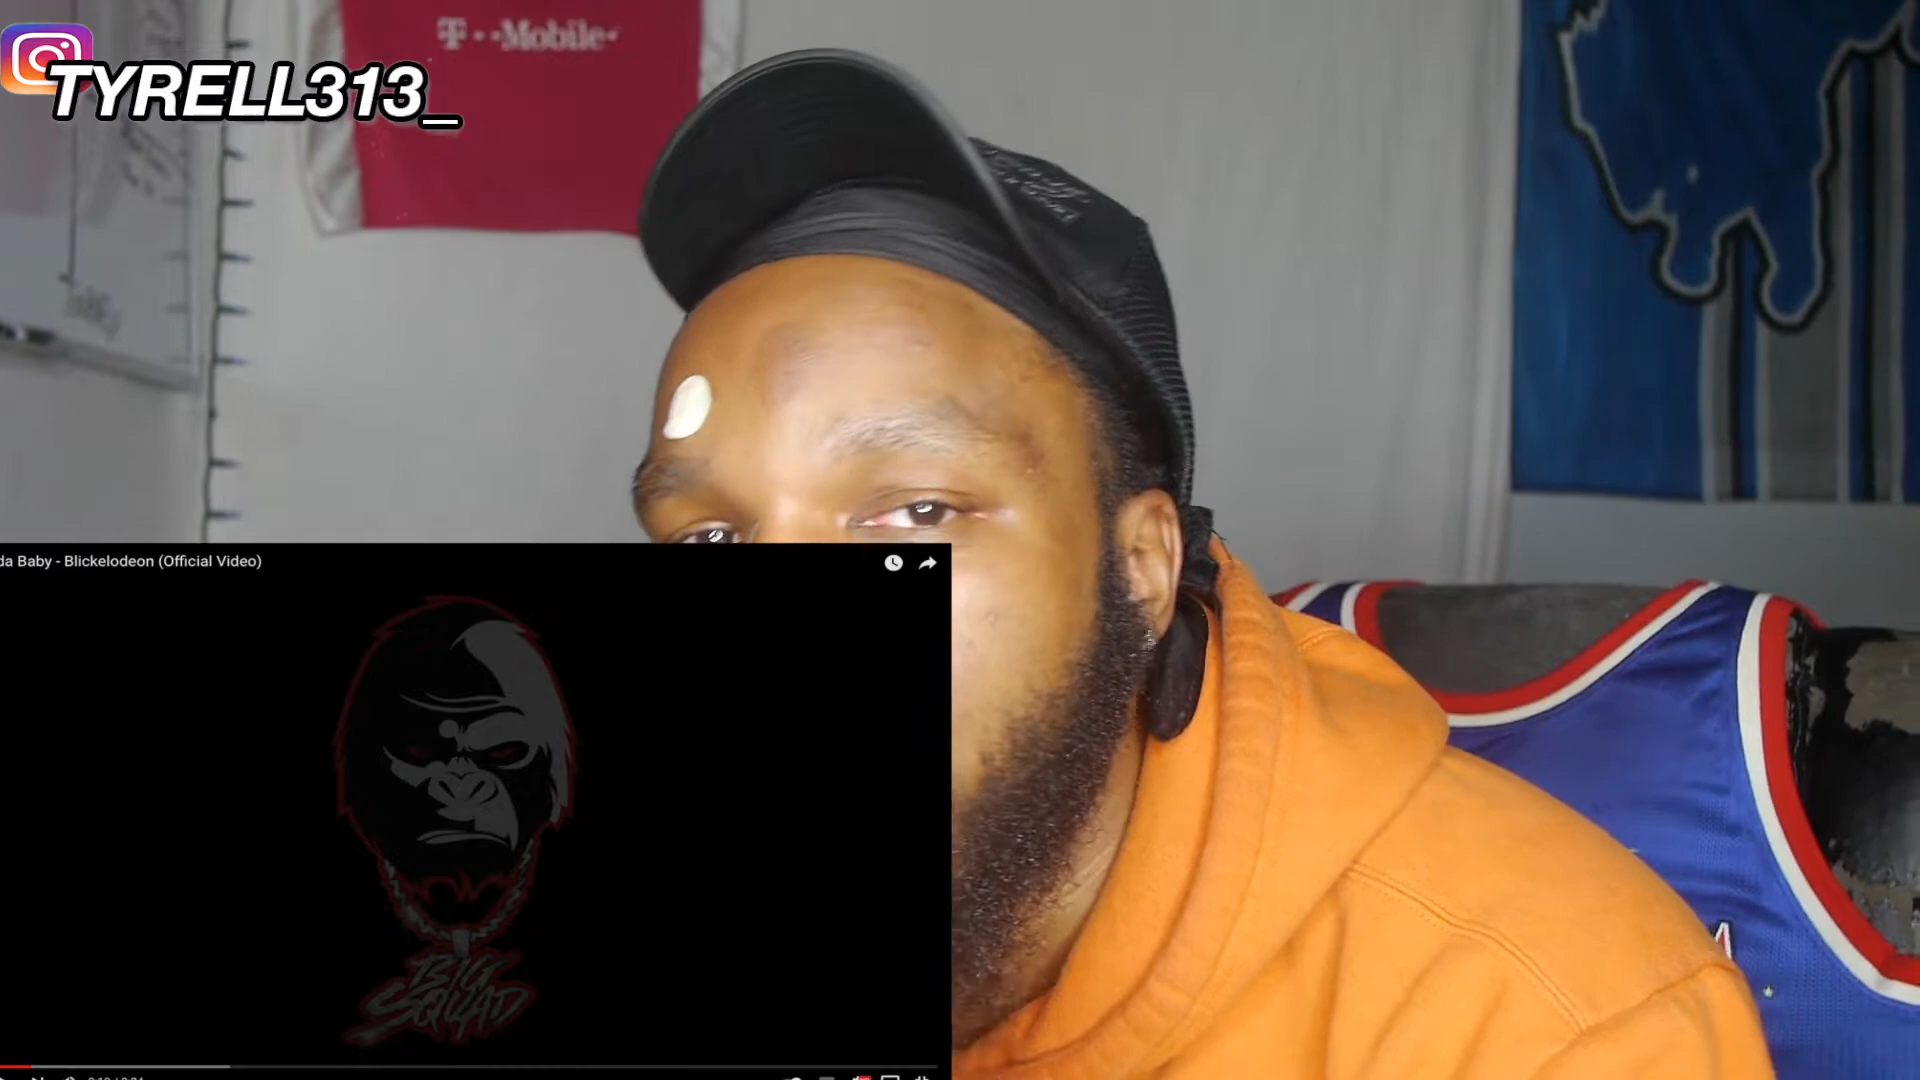 T··Mobile·
TYRELL313_
da Baby - Blickelodeon (Official Video)
BIG
SQUAD